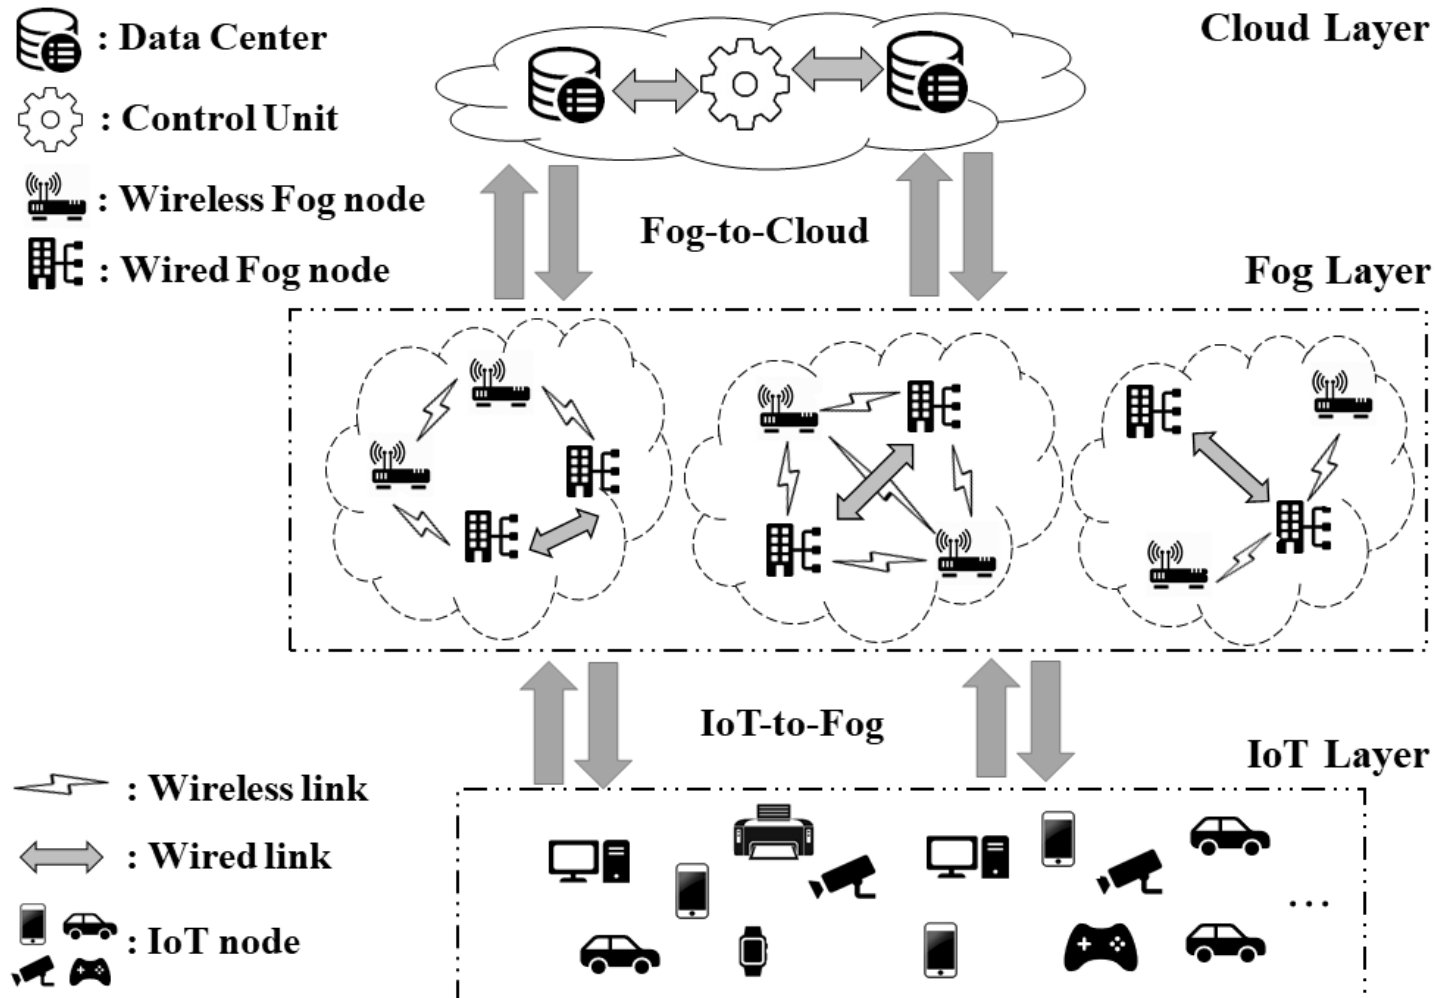 : Data Center
Cloud Layer
: Control Unit
: Wireless Fog node
Fog-to-Cloud
: Wired Fog node
Fog Layer
IoT-to-Fog
IoT Layer
: Wireless link
: Wired link
...
: IoT node